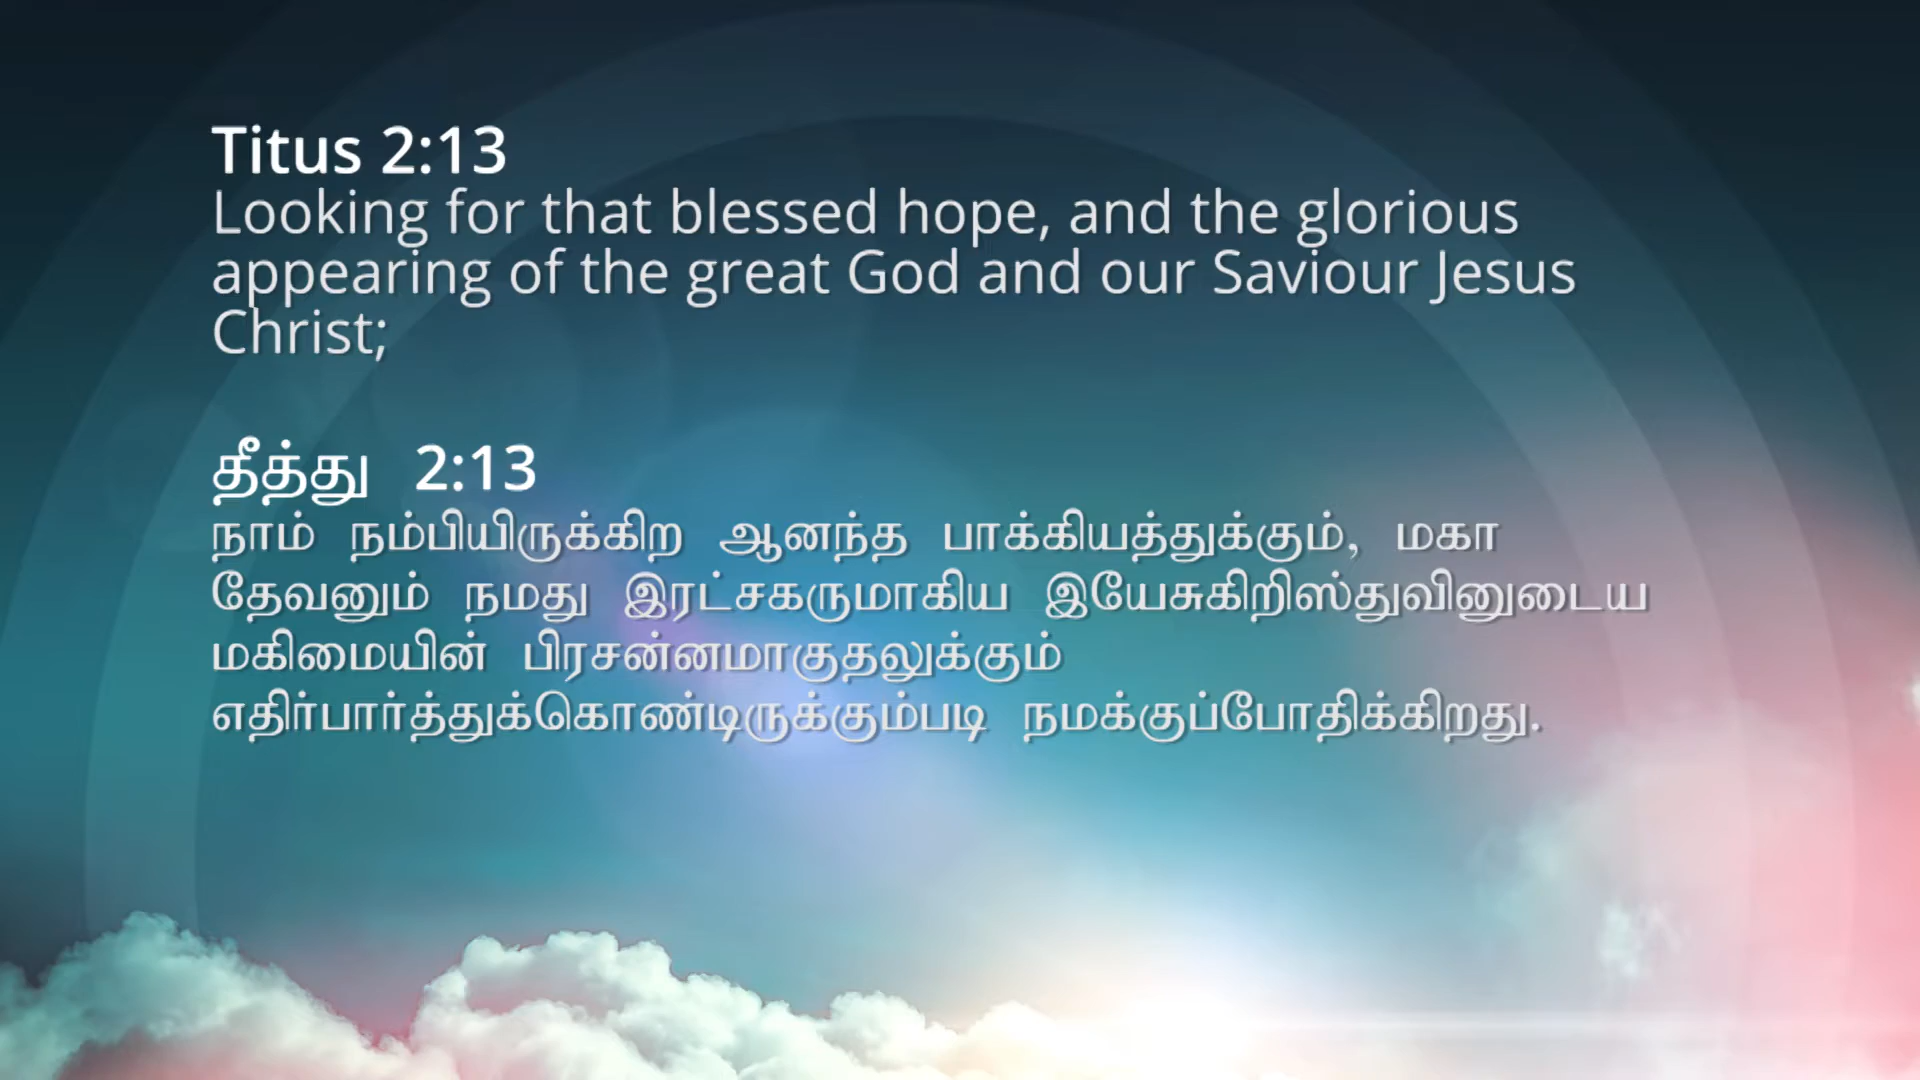 Titus 2:13
Looking for that blessed hope, and the glorious
appearing of the great God and our Saviour Jesus
Christ;
தீத்து 2:13
நாம் நம்பியிருக்கிற ஆனந்த பாக்கியத்துக்கும், மகா
தேவனும் நமது இரட்சகருமாகிய இயேசுகிறிஸ்துவினுடைய
மகிமையின் பிரசன்னமாகுதலுக்கும்
எதிர்பார்த்துக்கொண்டிருக்கும்படி நமக்குப்போதிக்கிறது.